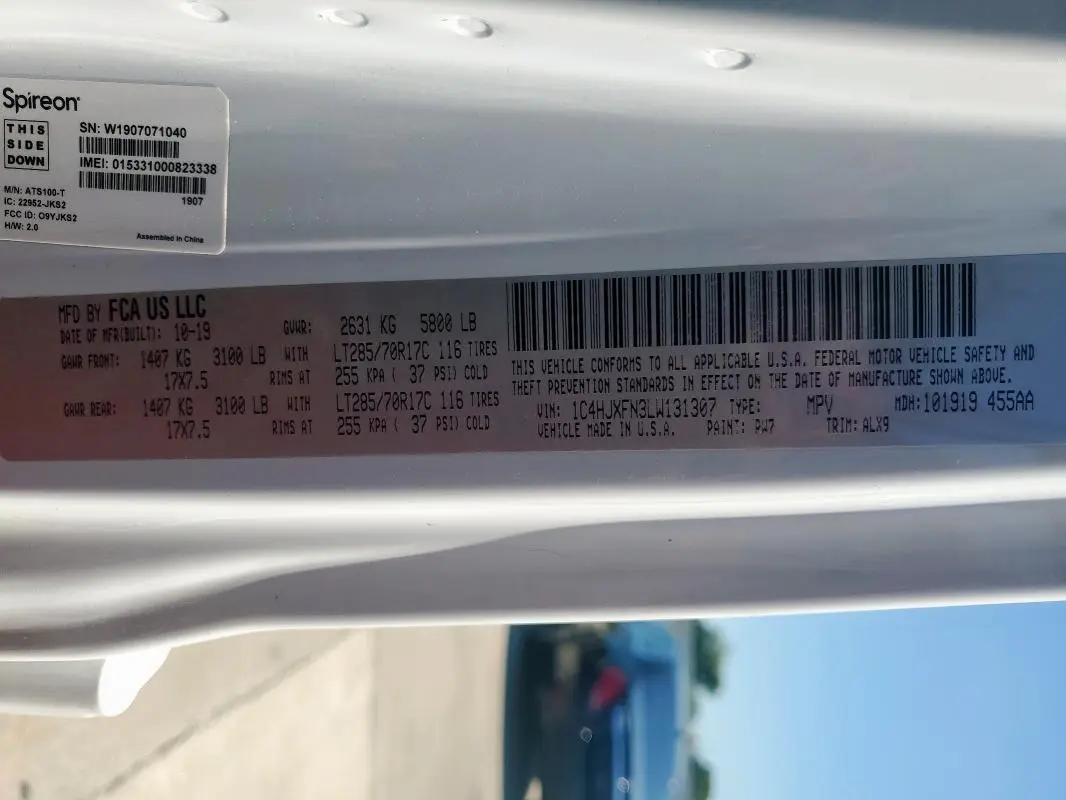 Spireon
THIS
SIDE
DOWN
SN: W1907071040
IMEI: 015331000823338
1907
M/N: ATS100-T
IC: 22952-JKS2
FCC ID: O9YJKS2
H/W: 2.0
Assembled in China
MFD BY FCA US LLC
DATE OF MFR(BUILT): 10-19 GVWR: 2631 KG 5800 LB
GAWR FRONT: 1407 KG 3100 LB WITH LT285/70R17C 116 TIRES
17X7.5 RIMS AT 255 KPA ( 37 PSI) COLD
GAWR REAR: 1407 KG 3100 LB WITH LT285/70R17C 116 TIRES
17X7.5 RIMS AT 255 KPA ( 37 PSI) COLD
THIS VEHICLE CONFORMS TO ALL APPLICABLE U.S.A. FEDERAL MOTOR VEHICLE SAFETY AND
THEFT PREVENTION STANDARDS IN EFFECT ON THE DATE OF MANUFACTURE SHOWN ABOVE.
VIN: 1C4HJXFN3LW131307 TYPE: MPV MDH:101919 455AA
VEHICLE MADE IN U.S.A. PAINT: PW7 TRIM: ALX9